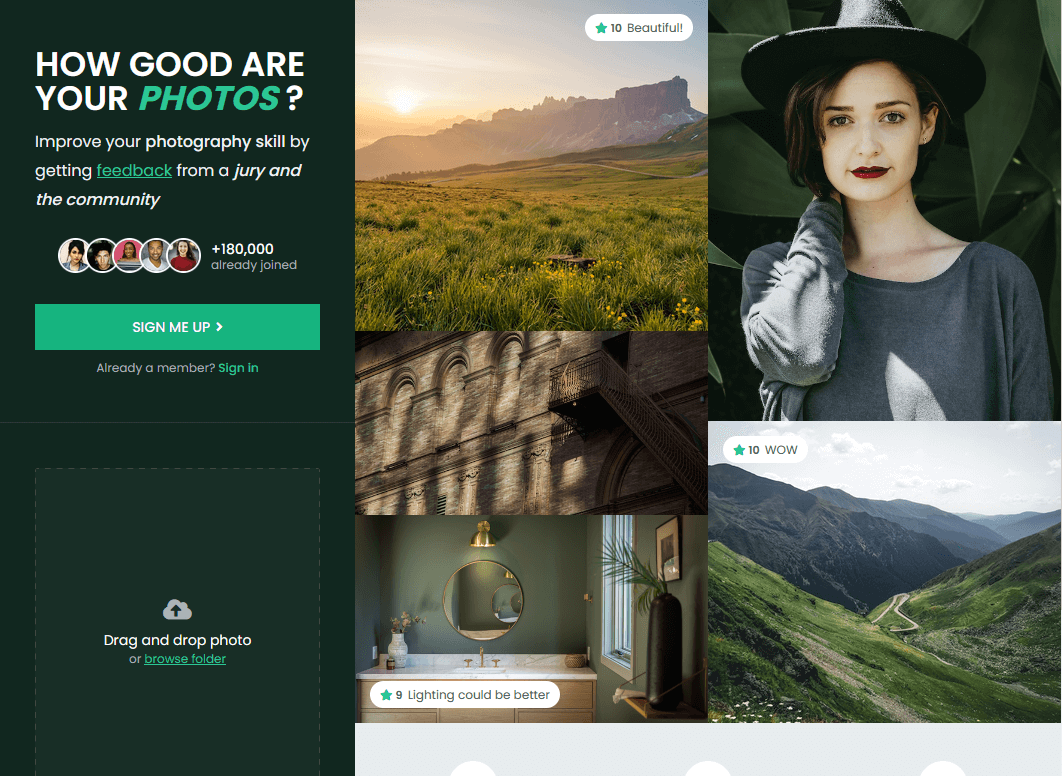 HOW GOOD ARE
YOUR PHOTOS ?
Improve your photography skill by
getting feedback from a jury and
the community
+180,000
already joined
SIGN ME UP
Already a member? Sign in
Drag and drop photo
or browse folder
10 Beautiful!
9 Lighting could be better
10 WOW